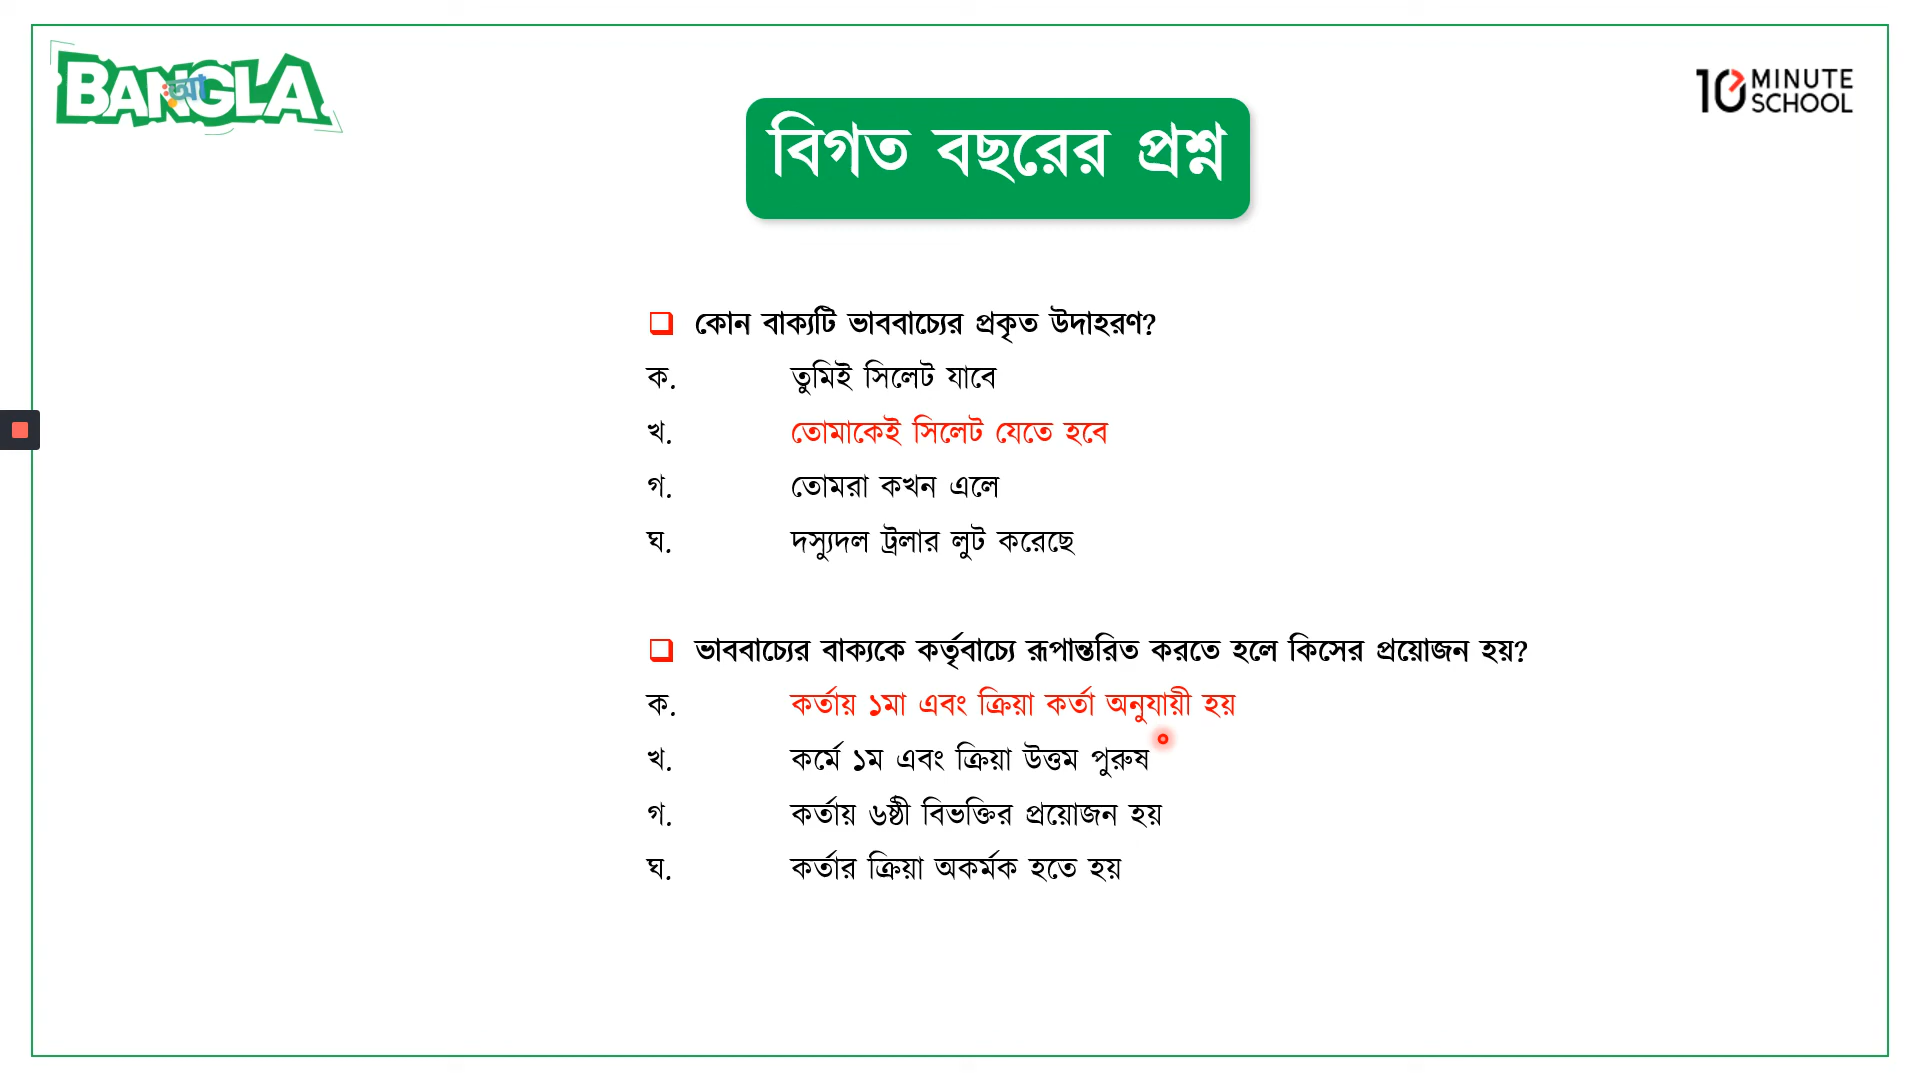 BANGLA
আ
10 MINUTE SCHOOL
বিগত বছরের প্রশ্ন
কোন বাক্যটি ভাববাচ্যের প্রকৃত উদাহরণ?
ক. তুমিই সিলেট যাবে
খ. তোমাকেই সিলেট যেতে হবে
গ. তোমরা কখন এলে
ঘ. দস্যুদল ট্রলার লুট করেছে
ভাববাচ্যের বাক্যকে কর্তৃবাচ্যে রূপান্তরিত করতে হলে কিসের প্রয়োজন হয়?
ক. কর্তায় ১মা এবং ক্রিয়া কর্তা অনুযায়ী হয়
খ. কর্মে ১ম এবং ক্রিয়া উত্তম পুরুষ
গ. কর্তায় ৬ষ্ঠী বিভক্তির প্রয়োজন হয়
ঘ. কর্তার ক্রিয়া অকর্মক হতে হয়